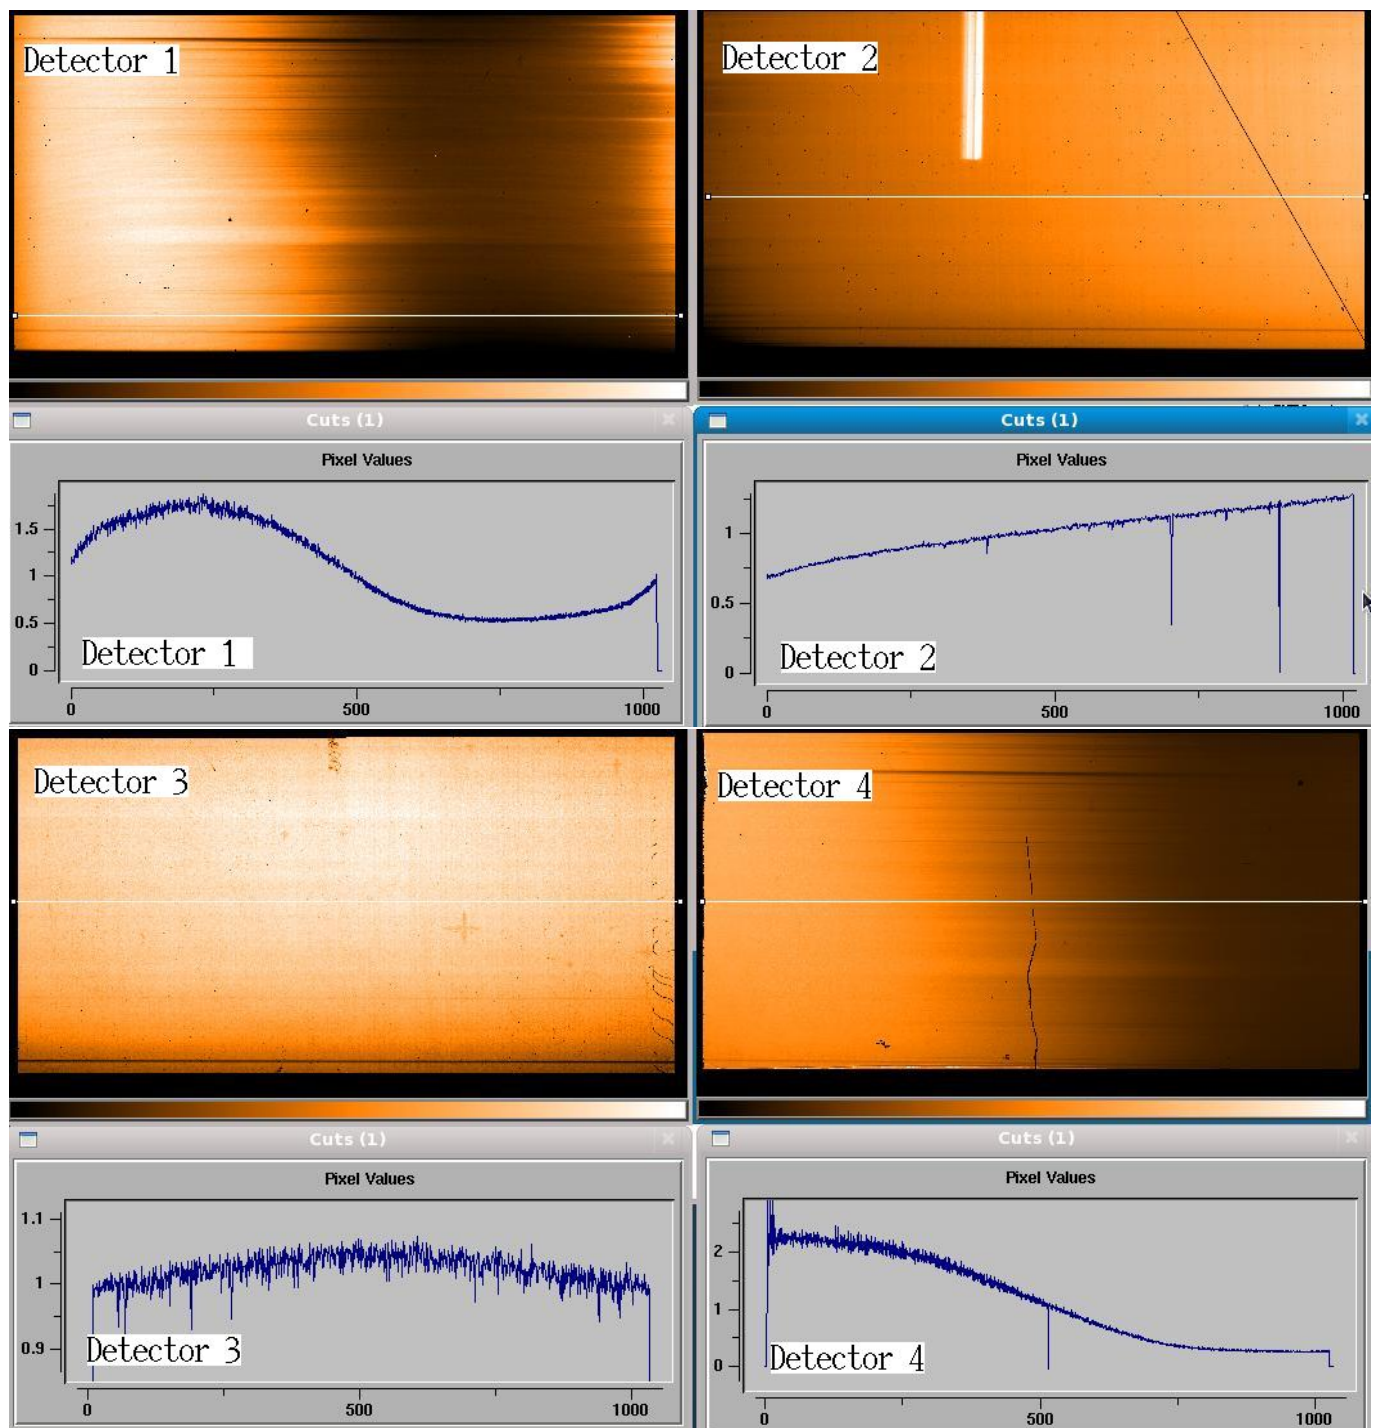 Detector 1
Detector 2
Cuts (1)
Cuts (1)
Pixel Values
Pixel Values
1.5
1
0.5
0
Detector 1
0 500 1000
1
0.5
0
Detector 2
0 500 1000
Detector 3
Detector 4
Cuts (1)
Cuts (1)
Pixel Values
Pixel Values
1.1
1
0.9
Detector 3
0 500 1000
2
1
0
Detector 4
0 500 1000